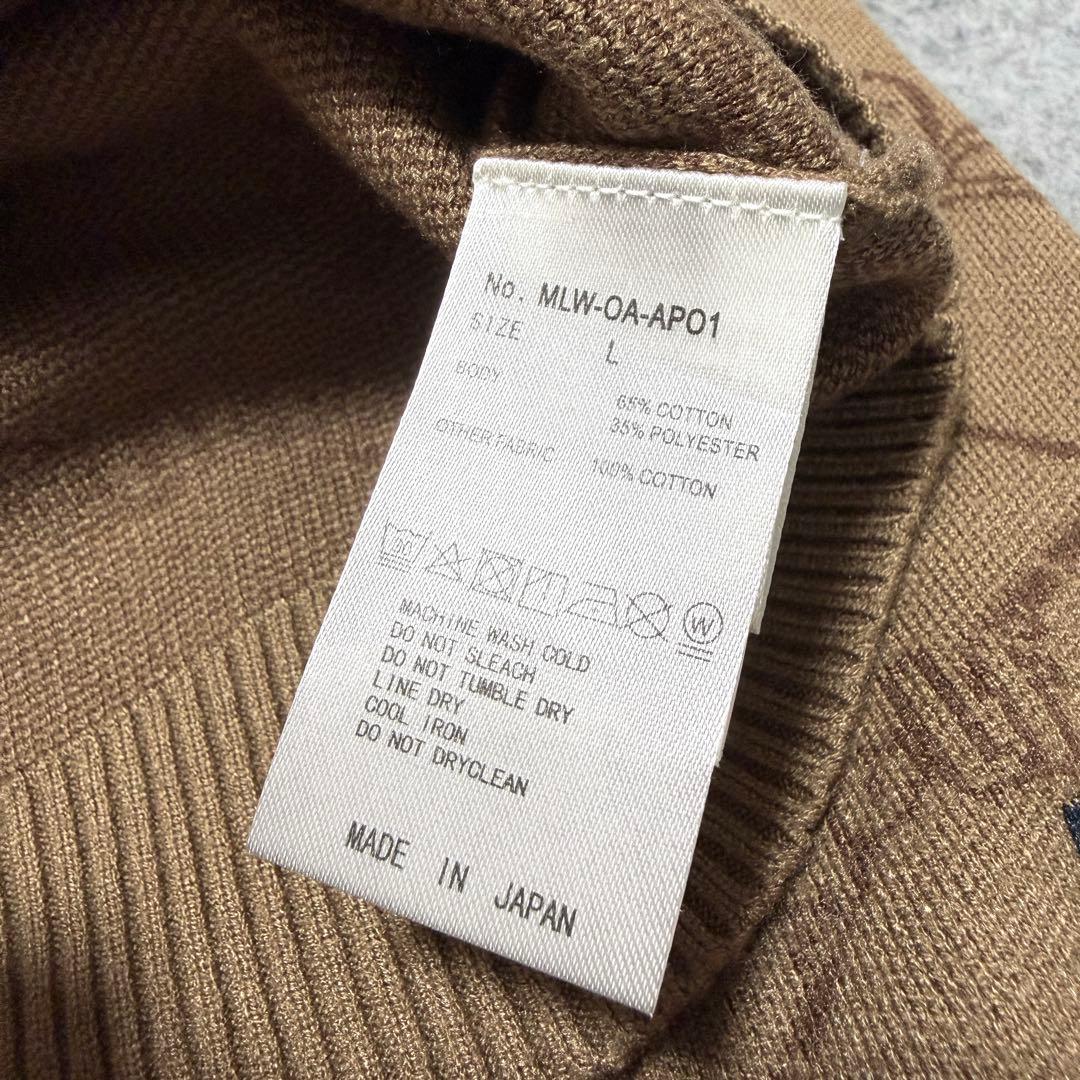 No. MLW-OA-AP01
SIZE L
BODY 65% COTTON
35% POLYESTER
OTHER FABRIC 100% COTTON
30
W
MACHINE WASH COLD
DO NOT SLEACH
DO NOT TUMBLE DRY
LINE DRY
COOL IRON
DO NOT DRYCLEAN
MADE IN JAPAN